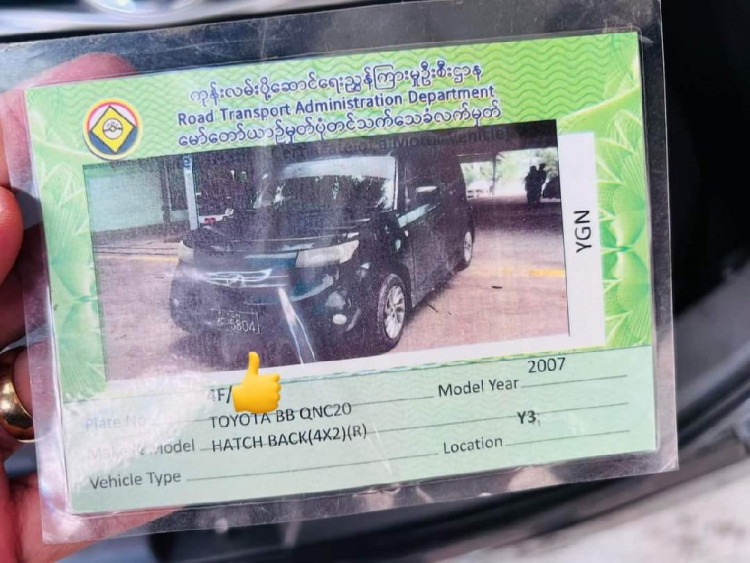 ကုန်းလမ်းပို့ဆောင်ရေးညွှန်ကြားမှုဦးစီးဌာန
Road Transport Administration Department
မော်တော်ယာဉ်မှတ်ပုံတင်သက်သေခံလက်မှတ်
YGN
5804
4F/
Plate No
Model Year 2007
TOYOTA BB QNC20
Model HATCH BACK(4X2)(R)
Location Y3,
Vehicle Type